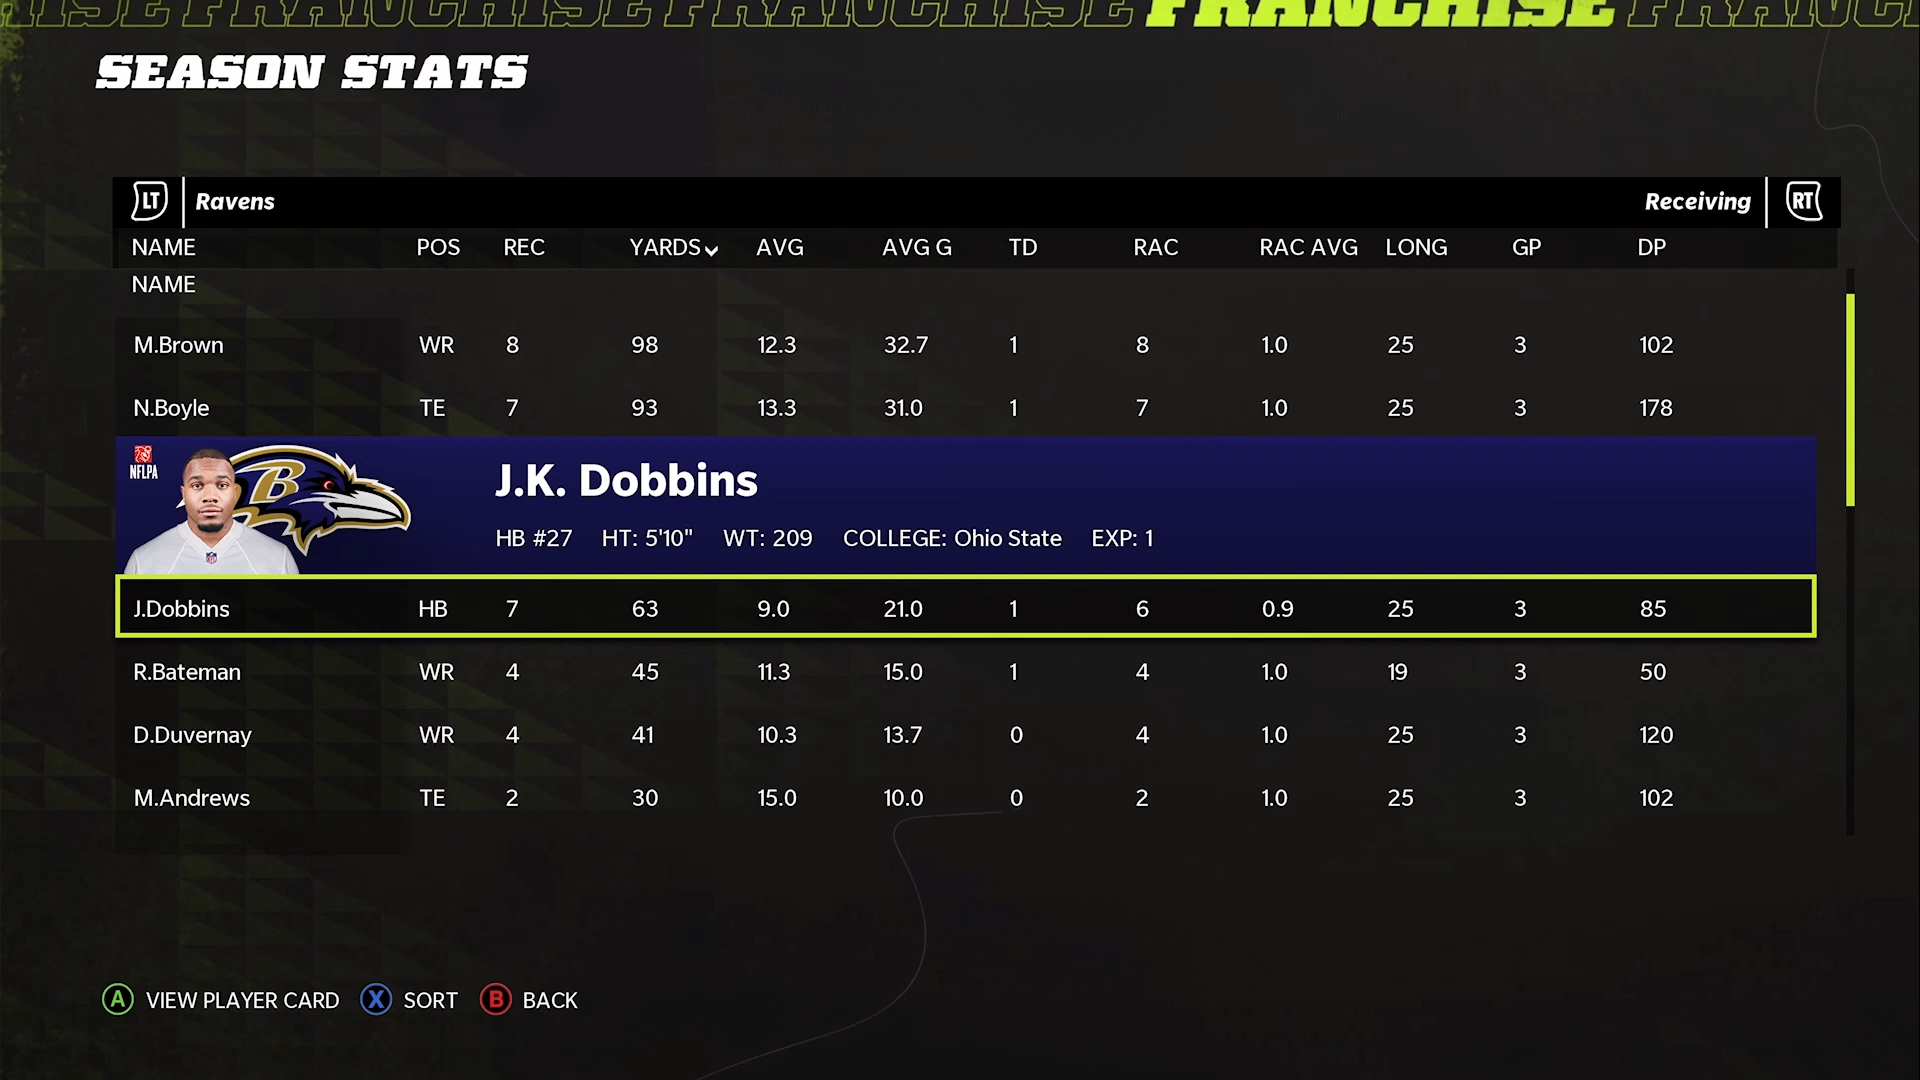 FRANCHISE FRANCHISE FRANCHISE FRANCHISE
SEASON STATS
LT Ravens Receiving RT
NAME POS REC YARDS AVG AVG G TD RAC RAC AVG LONG GP DP
NAME
M.Brown WR 8 98 12.3 32.7 1 8 1.0 25 3 102
N.Boyle TE 7 93 13.3 31.0 1 7 1.0 25 3 178
NFLPA
B
J.K. Dobbins
HB #27 HT: 5'10" WT: 209 COLLEGE: Ohio State EXP: 1
J.Dobbins HB 7 63 9.0 21.0 1 6 0.9 25 3 85
R.Bateman WR 4 45 11.3 15.0 1 4 1.0 19 3 50
D.Duvernay WR 4 41 10.3 13.7 0 4 1.0 25 3 120
M.Andrews TE 2 30 15.0 10.0 0 2 1.0 25 3 102
A VIEW PLAYER CARD X SORT B BACK